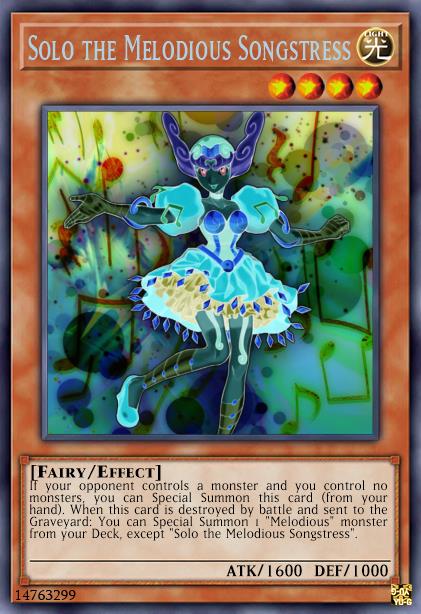 Solo the Melodious Songstress
LIGHT
光
[Fairy/Effect]
If your opponent controls a monster and you control no
monsters, you can Special Summon this card (from your
hand). When this card is destroyed by battle and sent to the
Graveyard: You can Special Summon 1 "Melodious" monster
from your Deck, except "Solo the Melodious Songstress".
ATK/1600 DEF/1000
14763299